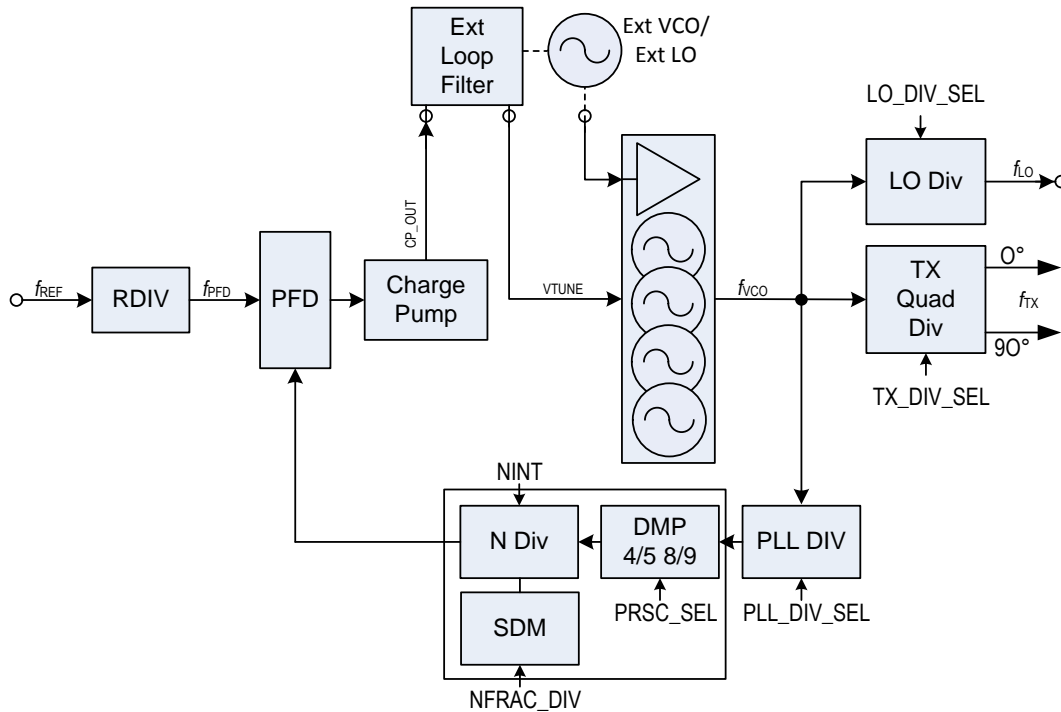 Ext
Loop
Filter
Ext VCO/
Ext LO
LO_DIV_SEL
LO Div
fLO
CP_OUT
fREF
RDIV
fPFD
PFD
Charge
Pump
VTUNE
fVCO
TX
Quad
Div
0°
fTX
90°
TX_DIV_SEL
NINT
N Div
DMP
4/5 8/9
PLL DIV
SDM
PRSC_SEL
PLL_DIV_SEL
NFRAC_DIV